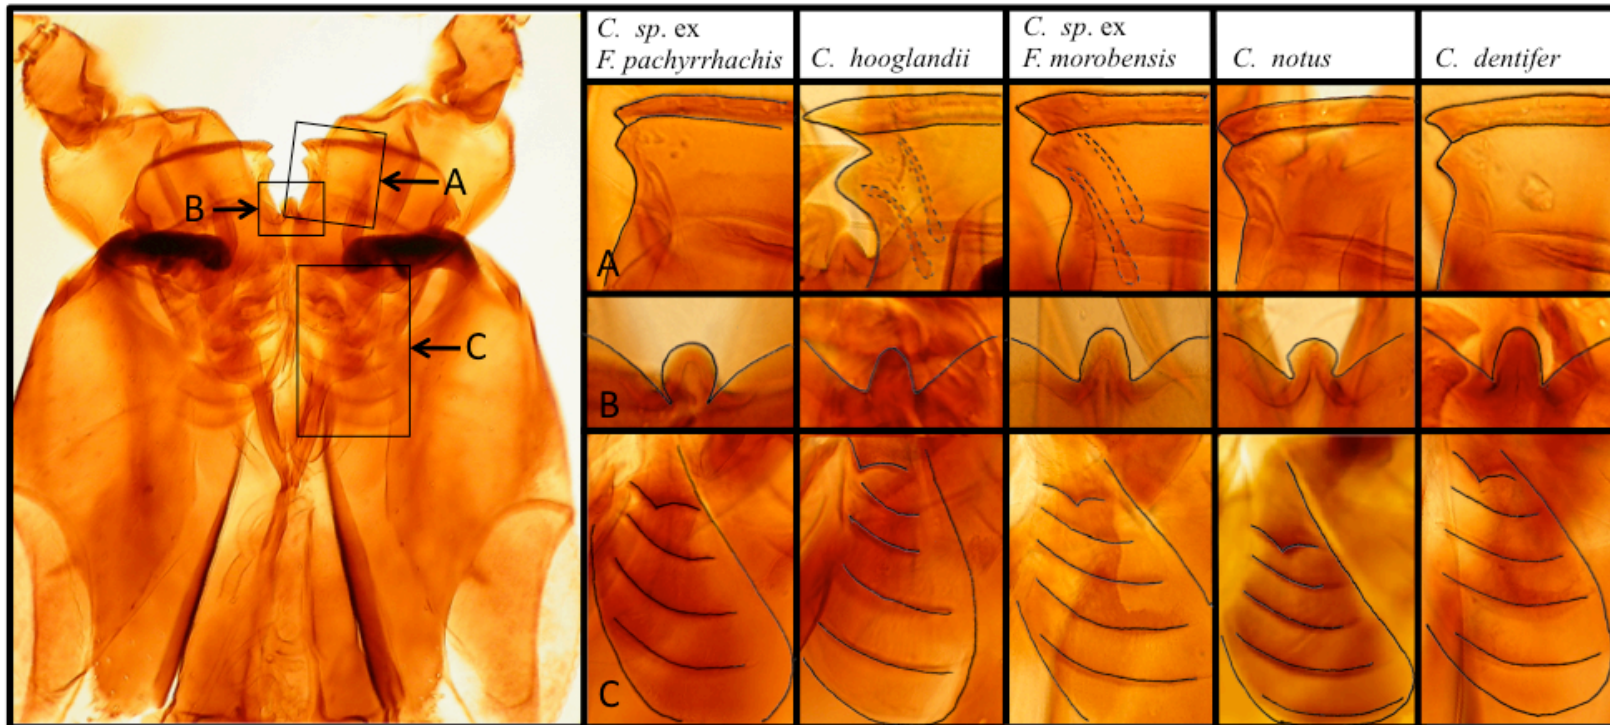 C. sp. ex
F. pachyrrhachis
C. hooglandii
C. sp. ex
F. morobensis
C. notus
C. dentifer
A
B
C
A
B
C